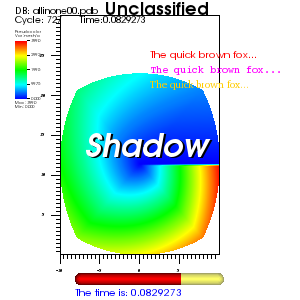 DB: allinone00.pdb
Unclassified
Cycle: 72
Time:0.0829273
The quick brown fox...
The quick brown fox...
The quick brown fox...
Shadow
The time is: 0.0829273